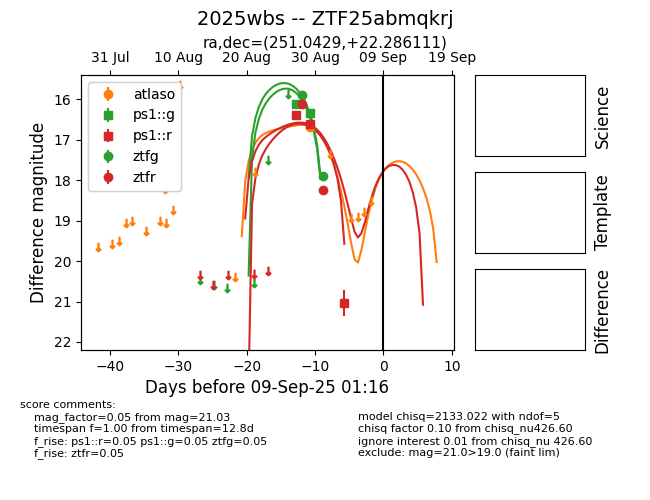 2025wbs -- ZTF25abmqkrj
ra,dec=(251.0429,+22.286111)
31 Jul 10 Aug 20 Aug 30 Aug 09 Sep 19 Sep
atlaso
ps1::g
ps1::r
ztfg
ztfr
16
17
18
19
20
21
22
Difference magnitude
−40 −30 −20 −10 0 10
Days before 09-Sep-25 01:16
Science
Template
Difference
score comments:
mag_factor=0.05 from mag=21.03
timespan f=1.00 from timespan=12.8d
f_rise: ps1::r=0.05 ps1::g=0.05 ztfg=0.05
f_rise: ztfr=0.05
model chisq=2133.022 with ndof=5
chisq factor 0.10 from chisq_nu426.60
ignore interest 0.01 from chisq_nu 426.60
exclude: mag=21.0>19.0 (faint lim)